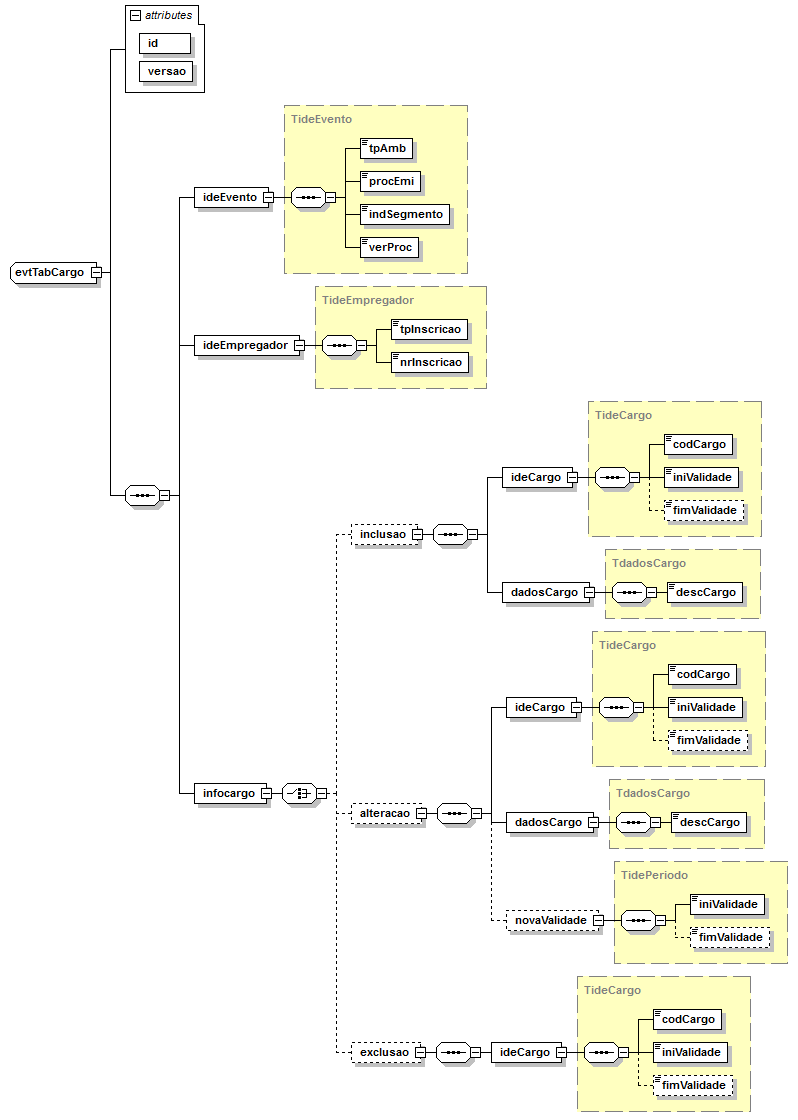 attributes
id
versao
TideEvento
tpAmb
procEmi
ideEvento
indSegmento
verProc
evtTabCargo
TideEmpregador
tpInscricao
ideEmpregador
nrInscricao
TideCargo
codCargo
ideCargo
iniValidade
fimValidade
inclusao
TdadosCargo
dadosCargo
descCargo
TideCargo
codCargo
ideCargo
iniValidade
fimValidade
infocargo
TdadosCargo
alteracao
dadosCargo
descCargo
TidePeriodo
iniValidade
novaValidade
fimValidade
TideCargo
codCargo
exclusao
ideCargo
iniValidade
fimValidade